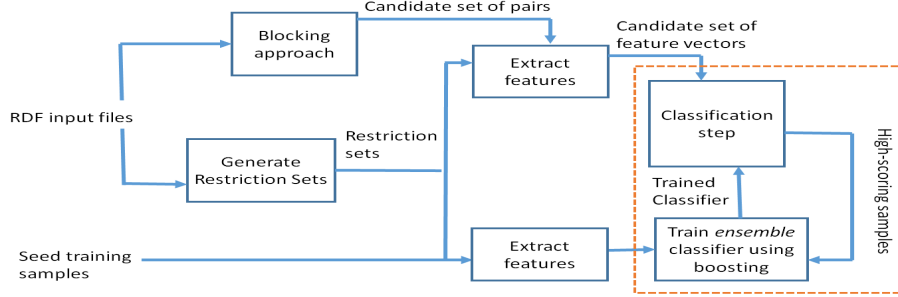 Candidate set of pairs
Blocking
approach
Candidate set of
feature vectors
Extract
features
RDF input files
Classification
step
Restriction
sets
Generate
Restriction Sets
High-scoring samples
Trained
Classifier
Seed training
samples
Extract
features
Train ensemble
classifier using
boosting